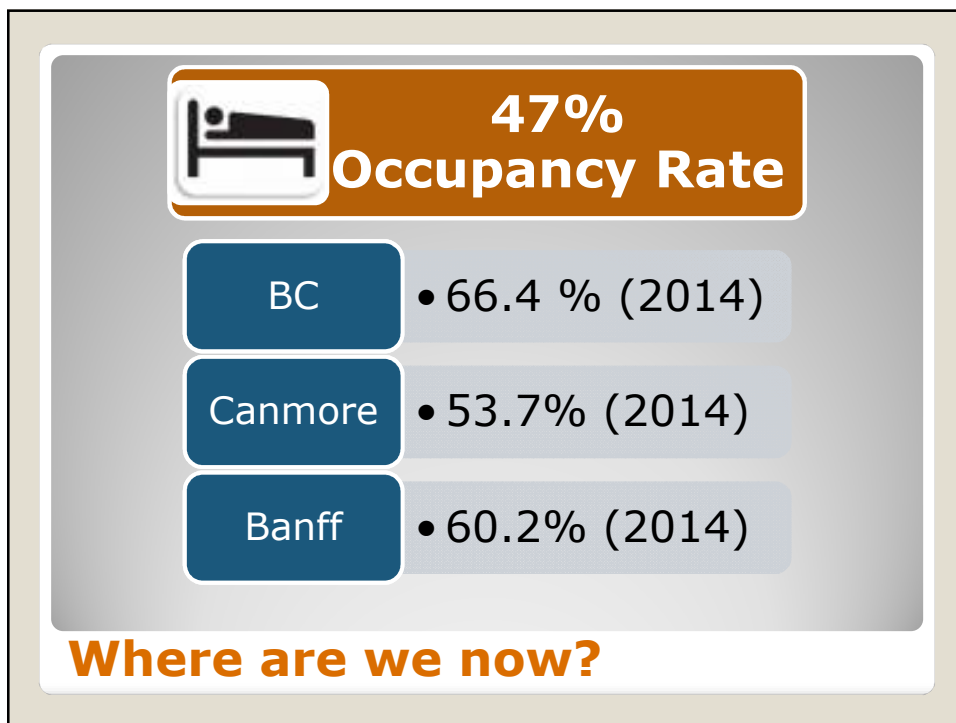 47%
Occupancy Rate
BC
• 66.4 % (2014)
Canmore
• 53.7% (2014)
Banff
• 60.2% (2014)
Where are we now?